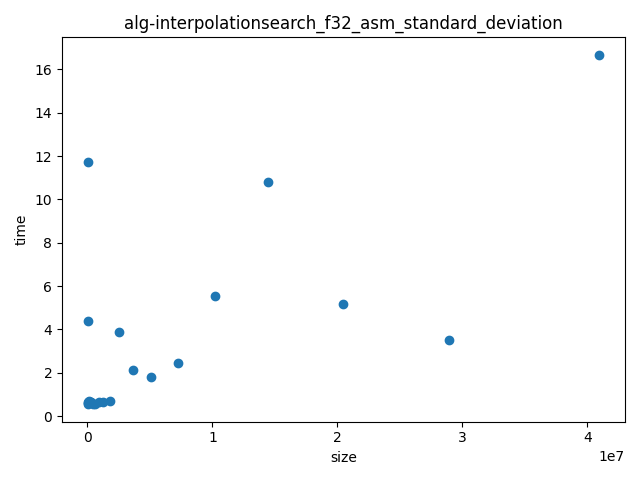 alg-interpolationsearch_f32_asm_standard_deviation
16
14
12
10
8
6
4
2
0
time
0 1 2 3 4
1e7
size